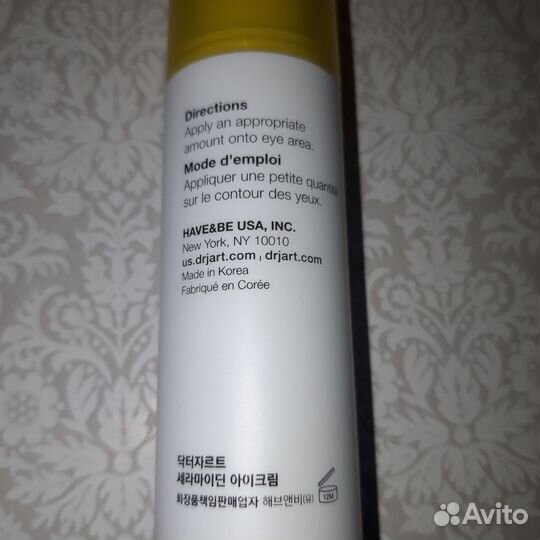 Directions
Apply an appropriate
amount onto eye area.
Mode d'emploi
Appliquer une petite quantité
sur le contour des yeux.
HAVE&BE USA, INC.
New York, NY 10010
us.drjart.com | drjart.com
Made in Korea
Fabriqué en Corée
닥터자르트
세라마이딘 아이크림
화장품책임판매업자 해브앤비(유)
12M
Avito